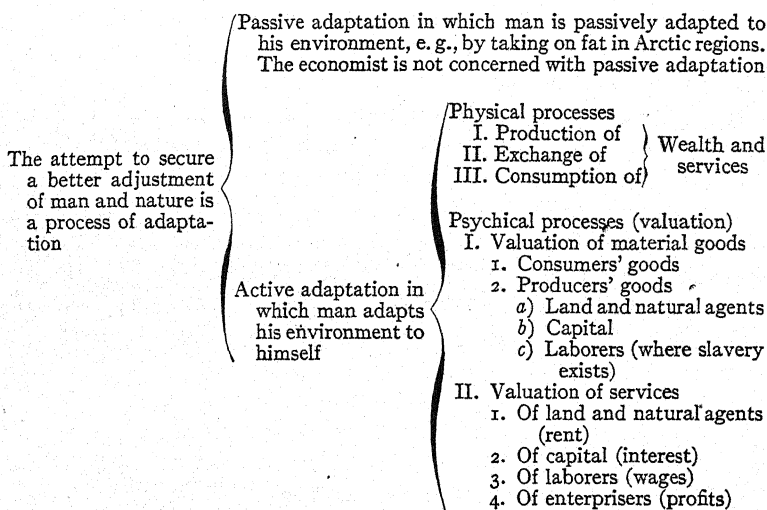 The attempt to secure
a better adjustment
of man and nature is
a process of adapta-
tion
Passive adaptation in which man is passively adapted to
his environment, e. g., by taking on fat in Arctic regions.
The economist is not concerned with passive adaptation
Active adaptation in
which man adapts
his environment to
himself
Physical processes
I. Production of
II. Exchange of
III. Consumption of
Wealth and
services
Psychical processes (valuation)
I. Valuation of material goods
1. Consumers' goods
2. Producers' goods
a) Land and natural agents
b) Capital
c) Laborers (where slavery
exists)
II. Valuation of services
1. Of land and natural agents
(rent)
2. Of capital (interest)
3. Of laborers (wages)
4. Of enterprisers (profits)